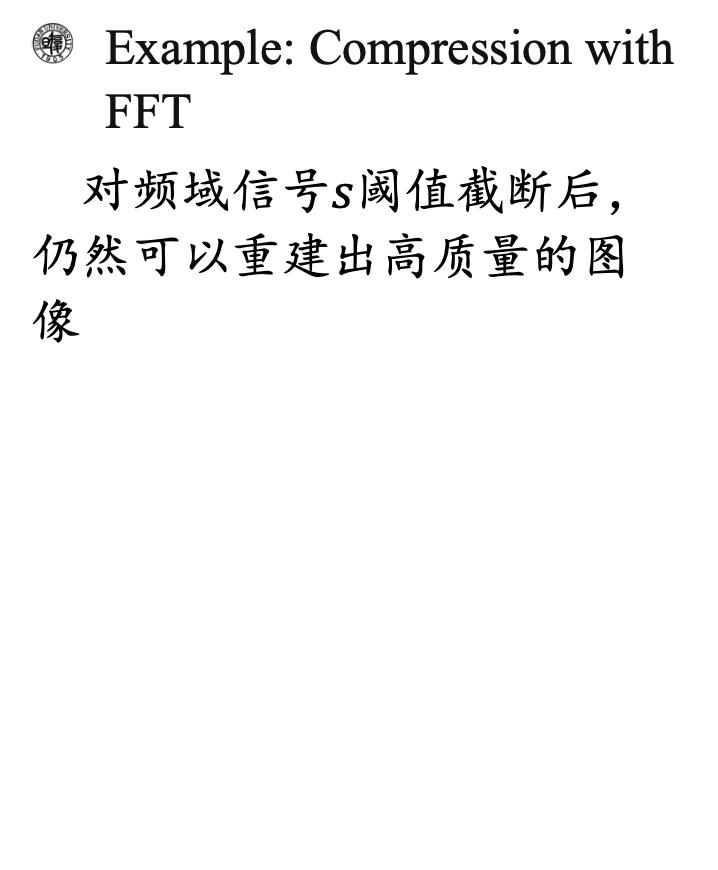 Example: Compression with
FFT
对频域信号s阈值截断后，
仍然可以重建出高质量的图
像